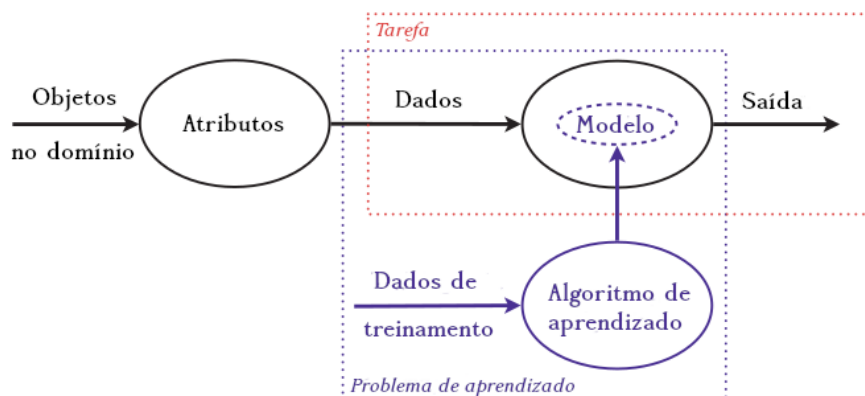 Tarefa
Objetos
no domínio
Atributos
Dados
Modelo
Saída
Dados de
treinamento
Algoritmo de
aprendizado
Problema de aprendizado